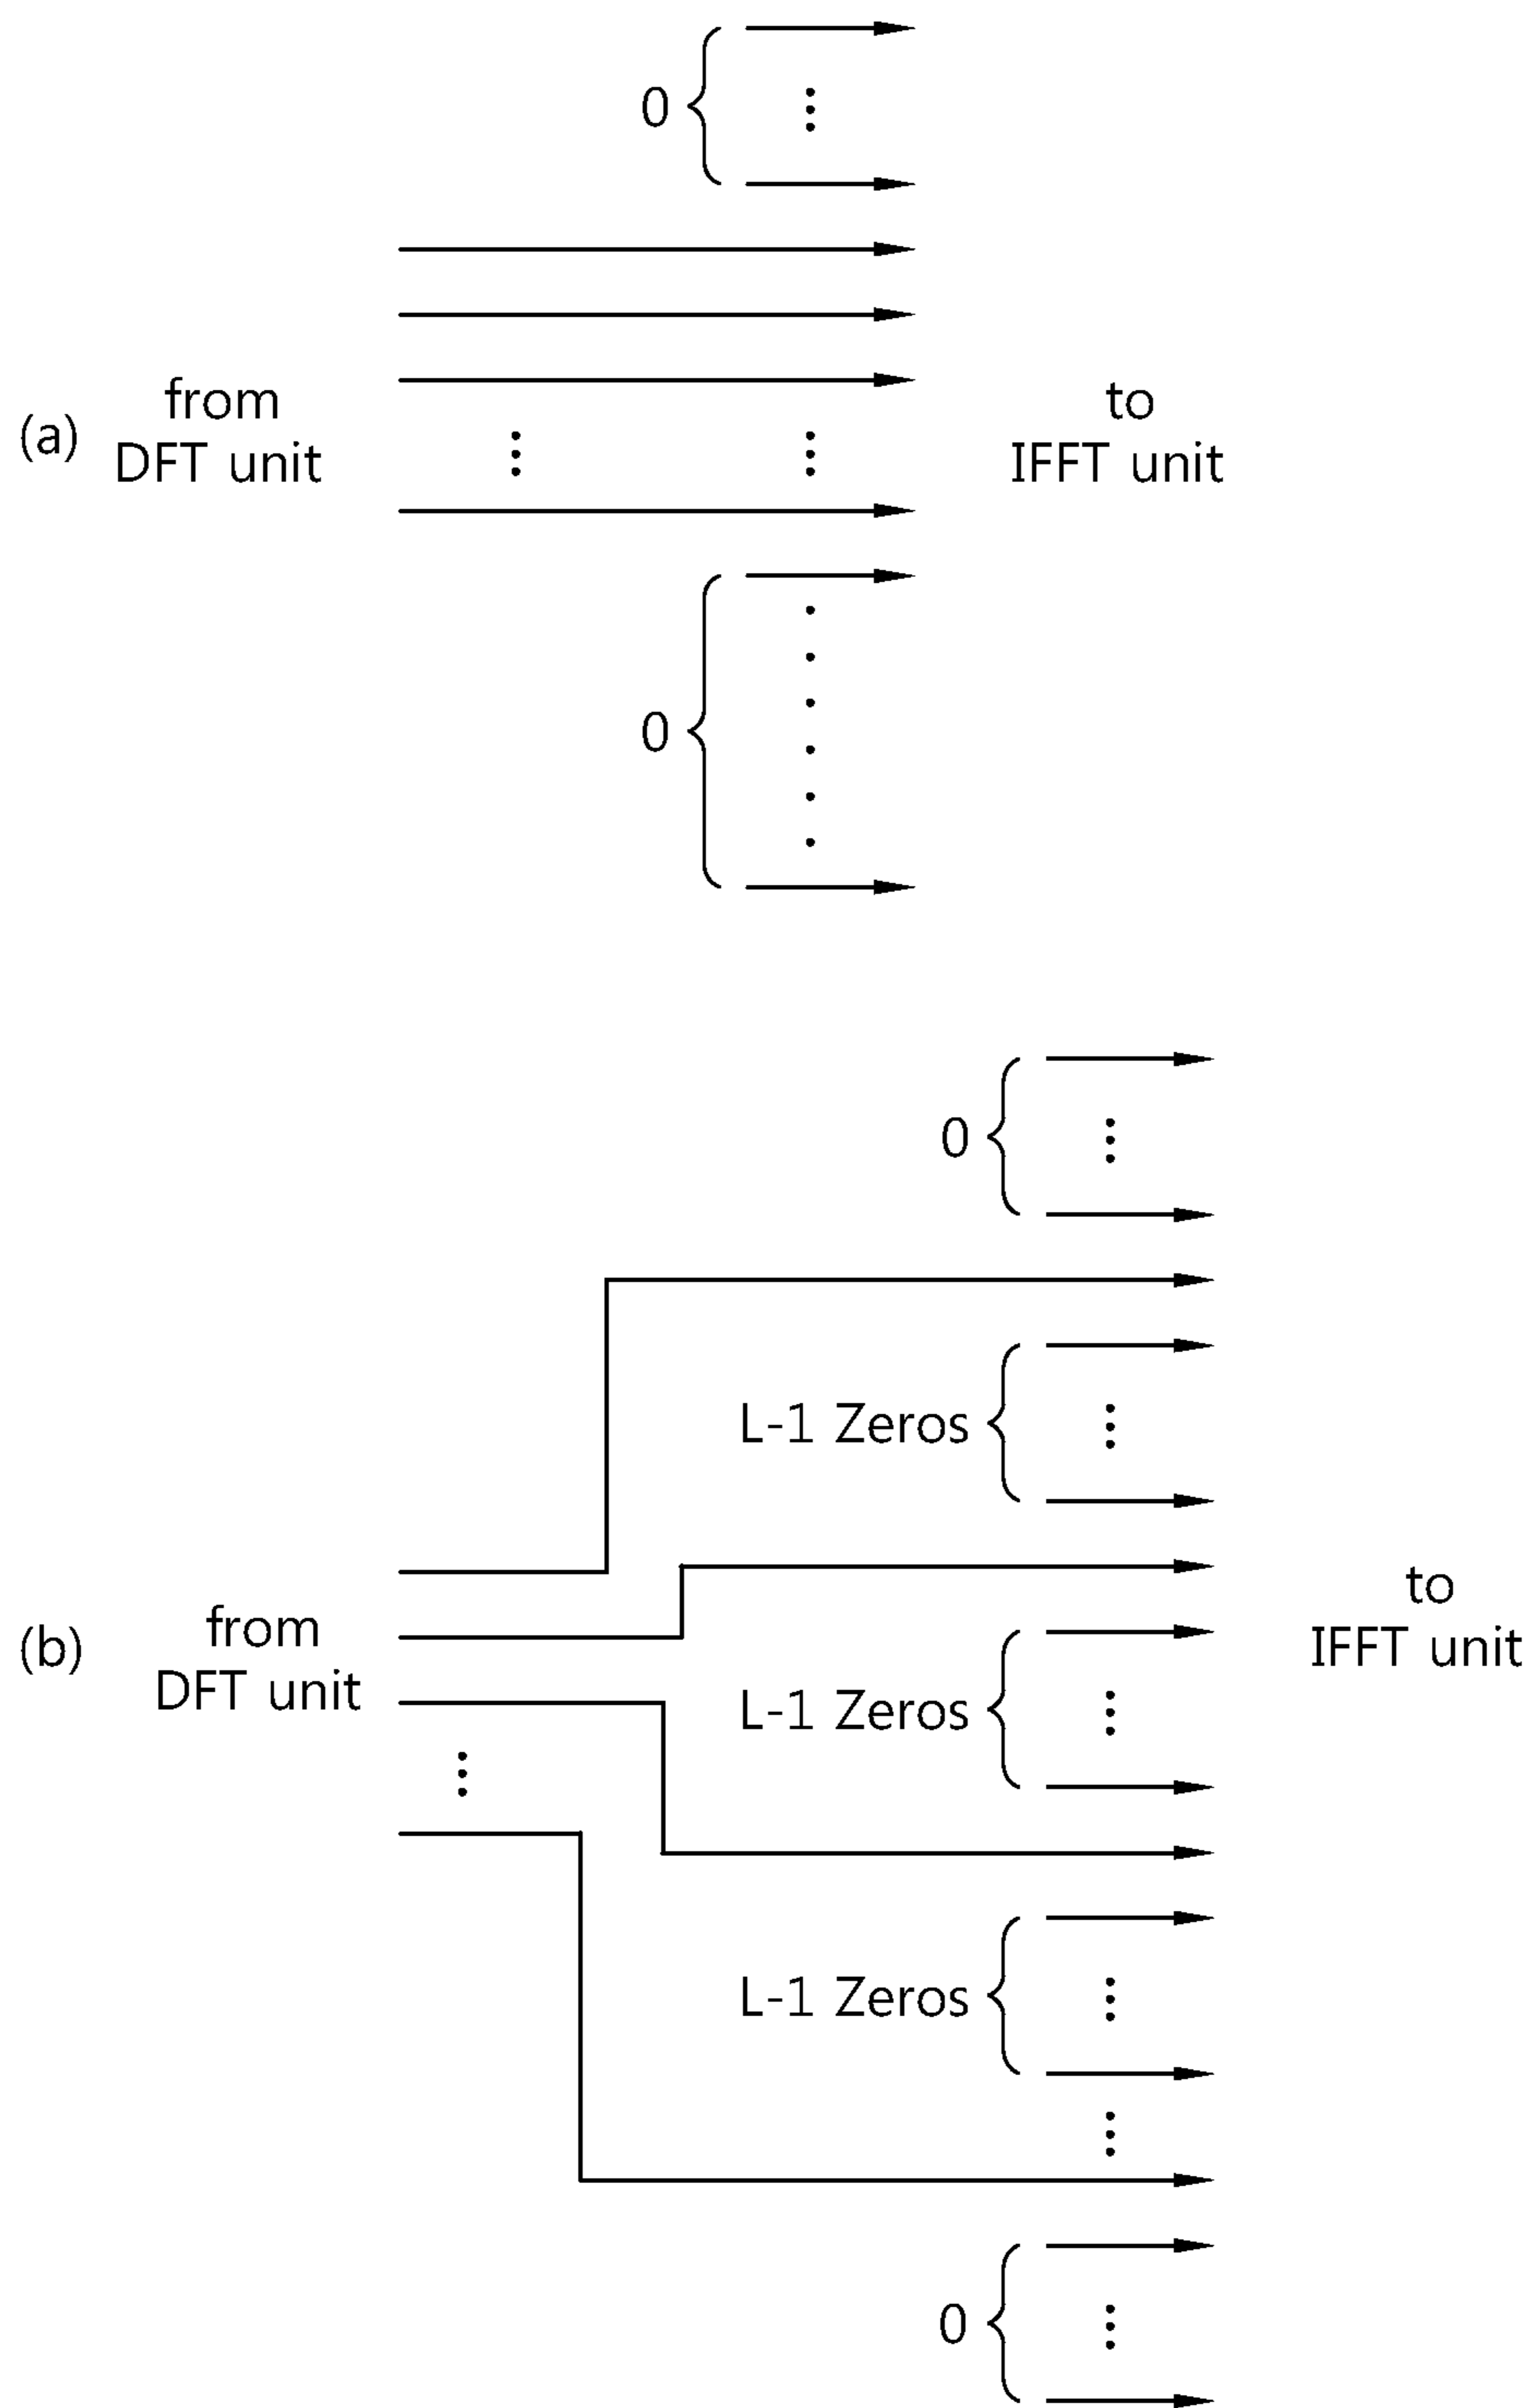 0
(a)
from
DFT unit
to
IFFT unit
0
0
L-1 Zeros
(b)
from
DFT unit
L-1 Zeros
to
IFFT unit
L-1 Zeros
0